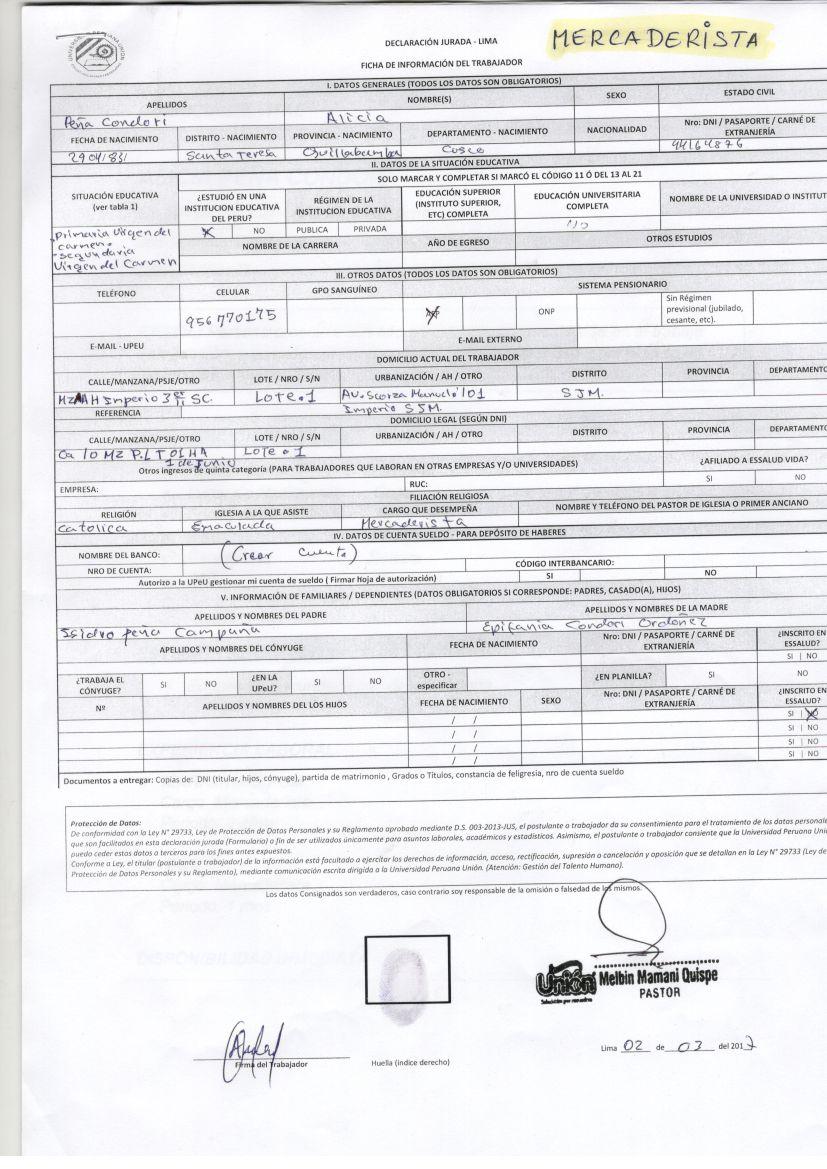 DECLARACIÓN JURADA - LIMA
MERCADERISTA
FICHA DE INFORMACIÓN DEL TRABAJADOR
I. DATOS GENERALES (TODOS LOS DATOS SON OBLIGATORIOS)
APELLIDOS NOMBRE(S) SEXO ESTADO CIVIL
Peña Condori Alicia
FECHA DE NACIMIENTO DISTRITO - NACIMIENTO PROVINCIA - NACIMIENTO DEPARTAMENTO - NACIMIENTO NACIONALIDAD Nro: DNI / PASAPORTE / CARNÉ DE EXTRANJERÍA
Santa Teresa Quillabamba Cusco 44164876
II. DATOS DE LA SITUACIÓN EDUCATIVA
SOLO MARCAR Y COMPLETAR SI MARCÓ EL CÓDIGO 11 Ó DEL 13 AL 21
SITUACIÓN EDUCATIVA (ver tabla 1) ¿ESTUDIÓ EN UNA INSTITUCION EDUCATIVA DEL PERU? RÉGIMEN DE LA INSTITUCIÓN EDUCATIVA EDUCACIÓN SUPERIOR (INSTITUTO SUPERIOR, ETC) COMPLETA EDUCACIÓN UNIVERSITARIA COMPLETA NOMBRE DE LA UNIVERSIDAD O INSTITUT
NO
Primaria Virgen del NO PUBLICA PRIVADA
carmen.
NOMBRE DE LA CARRERA AÑO DE EGRESO OTROS ESTUDIOS
- segundaria
Virgen del Carmen
III. OTROS DATOS (TODOS LOS DATOS SON OBLIGATORIOS)
TELÉFONO CELULAR GPO SANGUÍNEO SISTEMA PENSIONARIO
956770175 ONP Sin Régimen previsional (jubilado, cesante, etc).
E-MAIL - UPEU E-MAIL EXTERNO
DOMICILIO ACTUAL DEL TRABAJADOR
CALLE/MANZANA/PSJE/OTRO LOTE / NRO / S/N URBANIZACIÓN / AH / OTRO DISTRITO PROVINCIA DEPARTAMENTO
Imperio 3 SC. Lote.1 Av. Scorza Manuel 101 SJM.
REFERENCIA Imperio SJM.
DOMICILIO LEGAL (SEGÚN DNI)
CALLE/MANZANA/PSJE/OTRO LOTE / NRO / S/N URBANIZACIÓN / AH / OTRO DISTRITO PROVINCIA DEPARTAMENTO
Ca 10 MZ P.LT01HA Lote.1
1 de Junio
Otros ingresos de quinta categoría (PARA TRABAJADORES QUE LABORAN EN OTRAS EMPRESAS Y/O UNIVERSIDADES) ¿AFILIADO A ESSALUD VIDA?
SI NO
EMPRESA: RUC:
FILIACIÓN RELIGIOSA
RELIGIÓN IGLESIA A LA QUE ASISTE CARGO QUE DESEMPEÑA NOMBRE Y TELÉFONO DEL PASTOR DE IGLESIA O PRIMER ANCIANO
Catolica Emaculada Mercaderista
IV. DATOS DE CUENTA SUELDO - PARA DEPÓSITO DE HABERES
NOMBRE DEL BANCO: (Crear Cuenta)
NRO DE CUENTA: CÓDIGO INTERBANCARIO:
Autorizo a la UPeU gestionar mi cuenta de sueldo ( Firmar Hoja de autorización) SI NO
V. INFORMACIÓN DE FAMILIARES / DEPENDIENTES (DATOS OBLIGATORIOS SI CORRESPONDE: PADRES, CASADO(A), HIJOS)
APELLIDOS Y NOMBRES DEL PADRE APELLIDOS Y NOMBRES DE LA MADRE
Isidro peña Campaña Epifania Condori Ordoñez
APELLIDOS Y NOMBRES DEL CÓNYUGE FECHA DE NACIMIENTO Nro: DNI / PASAPORTE / CARNÉ DE EXTRANJERÍA ¿INSCRITO EN ESSALUD?
SI | NO
¿TRABAJA EL CÓNYUGE? SI NO ¿EN LA UPeU? SI NO OTRO - especificar ¿EN PLANILLA? SI NO
Nº APELLIDOS Y NOMBRES DE LOS HIJOS FECHA DE NACIMIENTO SEXO Nro: DNI / PASAPORTE / CARNÉ DE EXTRANJERÍA ¿INSCRITO EN ESSALUD?
/ / SI | NO
/ / SI | NO
/ / SI | NO
/ / SI | NO
Documentos a entregar: Copias de: DNI (titular, hijos, cónyuge), partida de matrimonio , Grados o Títulos, constancia de feligresía, nro de cuenta sueldo
Protección de Datos:
De conformidad con la Ley N° 29733, Ley de Protección de Datos Personales y su Reglamento aprobado mediante D.S. 003-2013-JUS, el postulante o trabajador da su consentimiento para el tratamiento de los datos personale
que son facilitados en esta declaración jurada (Formulario) a fin de ser utilizados únicamente para asuntos laborales, académicos y estadísticos. Asimismo, el postulante o trabajador consiente que la Universidad Peruana Unió
puedo ceder estos datos a terceros para los fines antes expuestos.
Conforme a Ley, el titular (postulante o trabajador) de la información está facultado a ejercitar los derechos de información, acceso, rectificación, supresión o cancelación y oposición que se detallan en la Ley N° 29733 (Ley de
Protección de Datos Personales y su Reglamento), mediante comunicación escrita dirigida a la Universidad Peruana Unión. (Atención: Gestión del Talento Humano).
Los datos Consignados son verdaderos, caso contrario soy responsable de la omisión o falsedad de los mismos.
Unión Melbin Mamani Quispe
PASTOR
Lima 02 de 03 del 2017
Firma del Trabajador Huella (índice derecho)